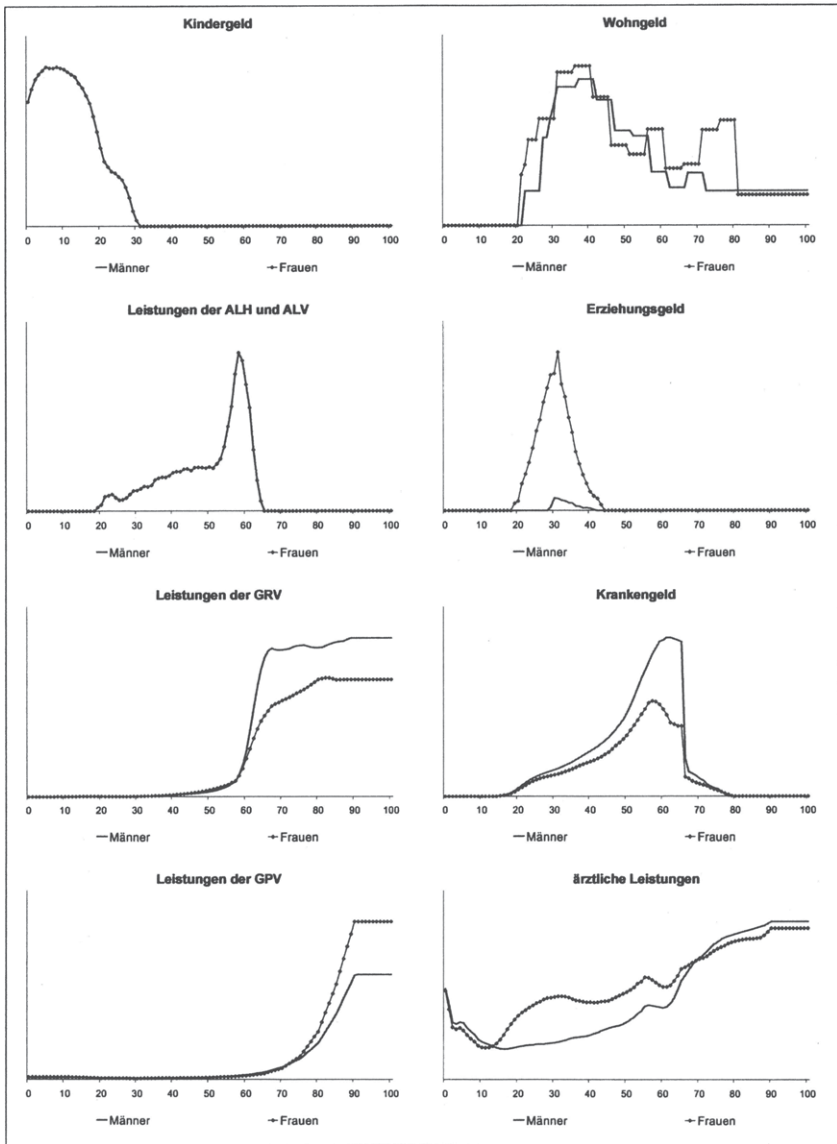 Kindergeld
0 10 20 30 40 50 60 70 80 90 100
Männer Frauen
Wohngeld
0 10 20 30 40 50 60 70 80 90 100
Männer Frauen
Leistungen der ALH und ALV
0 10 20 30 40 50 60 70 80 90 100
Männer Frauen
Erziehungsgeld
0 10 20 30 40 50 60 70 80 90 100
Männer Frauen
Leistungen der GRV
0 10 20 30 40 50 60 70 80 90 100
Männer Frauen
Krankengeld
0 10 20 30 40 50 60 70 80 90 100
Männer Frauen
Leistungen der GPV
0 10 20 30 40 50 60 70 80 90 100
Männer Frauen
ärztliche Leistungen
0 10 20 30 40 50 60 70 80 90 100
Männer Frauen